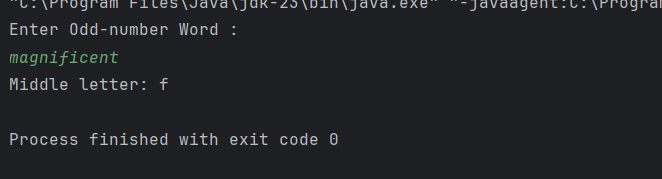 "C:\Program Files\Java\jdk-23\bin\java.exe" "-javaagent:C:\Program
Enter Odd-number Word :
magnificent
Middle letter: f
Process finished with exit code 0